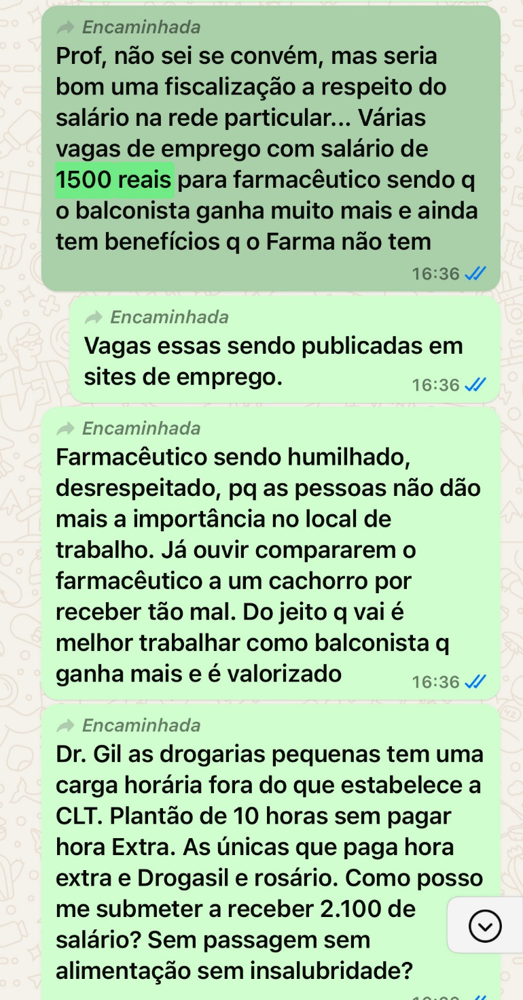 Encaminhada
Prof, não sei se convém, mas seria
bom uma fiscalização a respeito do
salário na rede particular... Várias
vagas de emprego com salário de
1500 reais para farmacêutico sendo q
o balconista ganha muito mais e ainda
tem benefícios q o Farma não tem
16:36
Encaminhada
Vagas essas sendo publicadas em
sites de emprego.
16:36
Encaminhada
Farmacêutico sendo humilhado,
desrespeitado, pq as pessoas não dão
mais a importância no local de
trabalho. Já ouvir compararem o
farmacêutico a um cachorro por
receber tão mal. Do jeito q vai é
melhor trabalhar como balconista q
ganha mais e é valorizado
16:36
Encaminhada
Dr. Gil as drogarias pequenas tem uma
carga horária fora do que estabelece a
CLT. Plantão de 10 horas sem pagar
hora Extra. As únicas que paga hora
extra e Drogasil e rosário. Como posso
me submeter a receber 2.100 de
salário? Sem passagem sem
alimentação sem insalubridade?